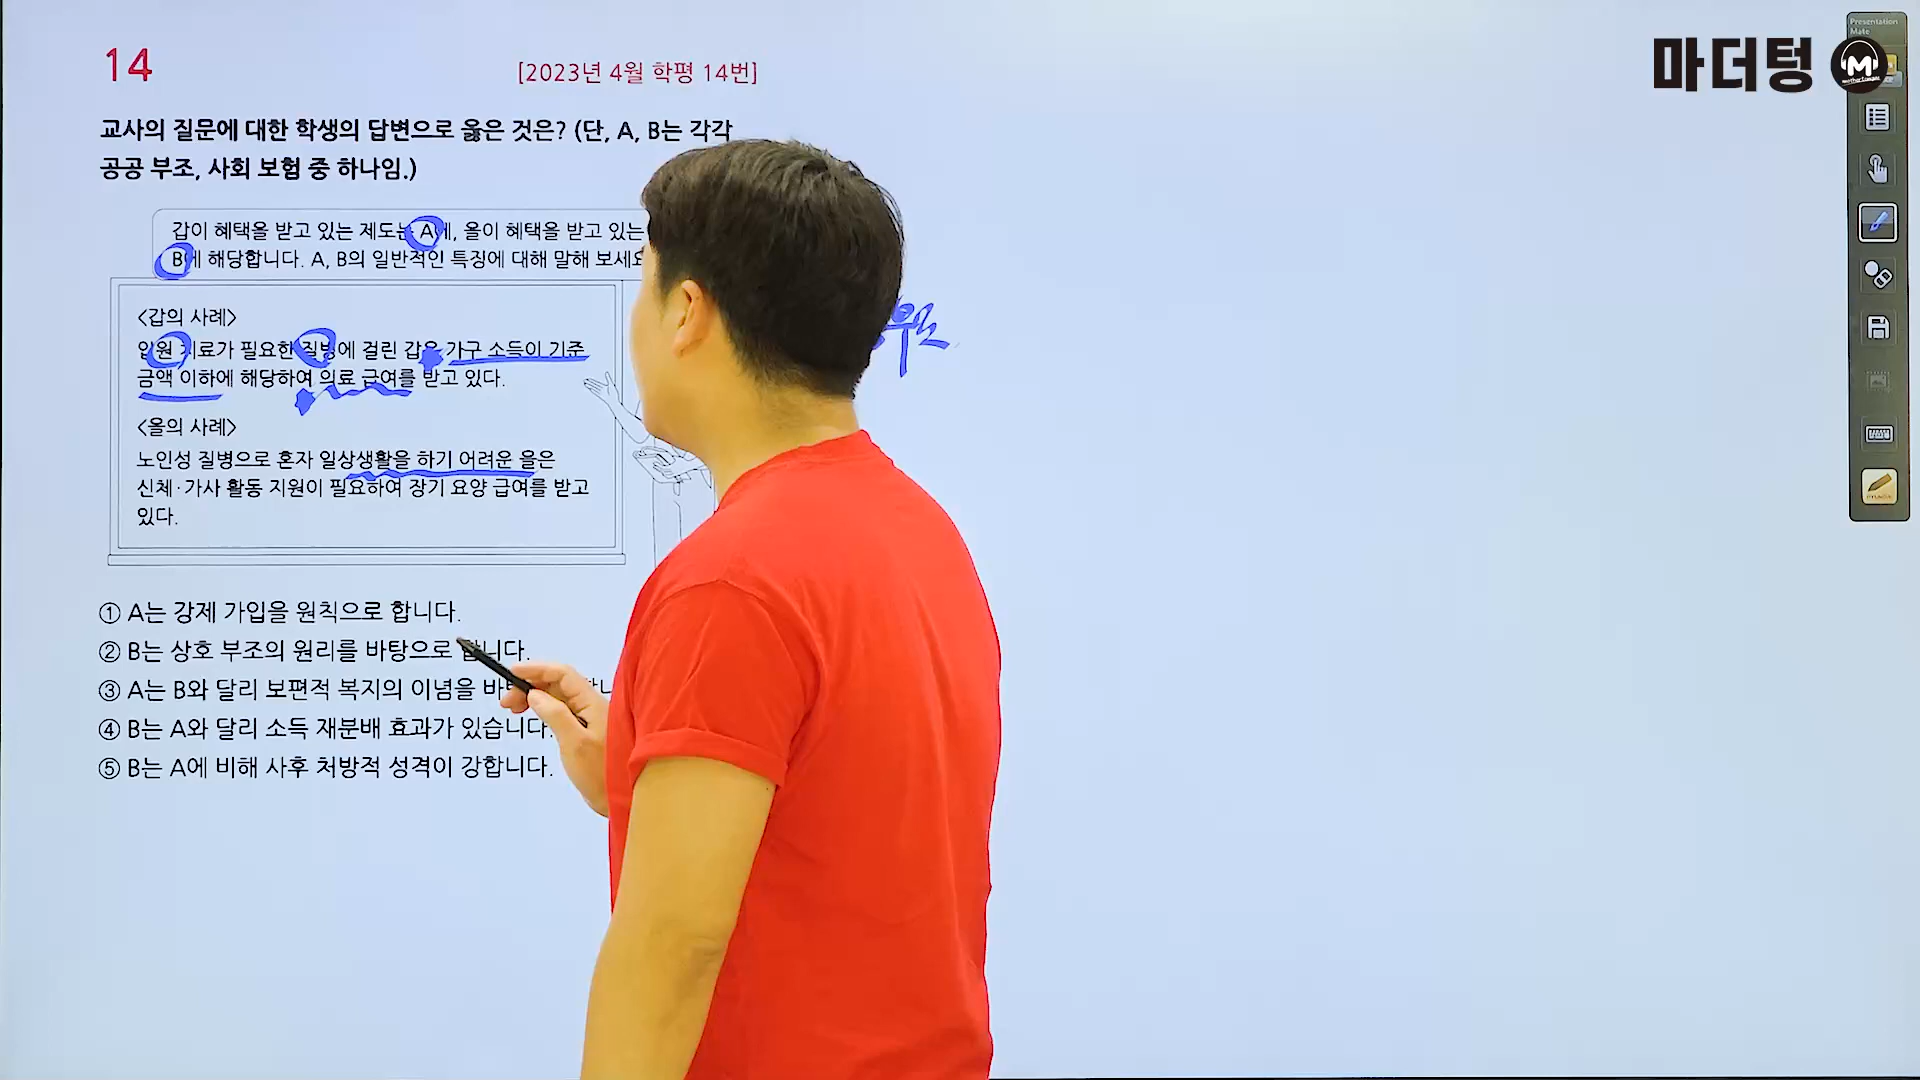 Presentation
Mate
마더텅
M
14
[2023년 4월 학평 14번]
교사의 질문에 대한 학생의 답변으로 옳은 것은? (단, A, B는 각각
공공 부조, 사회 보험 중 하나임.)
갑이 혜택을 받고 있는 제도는 A에, 을이 혜택을 받고 있는
B에 해당합니다. A, B의 일반적인 특징에 대해 말해 보세요
<갑의 사례>
입원 치료가 필요한 질병에 걸린 갑은 가구 소득이 기준
금액 이하에 해당하여 의료 급여를 받고 있다.
<을의 사례>
노인성 질병으로 혼자 일상생활을 하기 어려운 을은
신체·가사 활동 지원이 필요하여 장기 요양 급여를 받고
있다.
① A는 강제 가입을 원칙으로 합니다.
② B는 상호 부조의 원리를 바탕으로 합니다.
③ A는 B와 달리 보편적 복지의 이념을
④ B는 A와 달리 소득 재분배 효과가 있습니다.
⑤ B는 A에 비해 사후 처방적 성격이 강합니다.